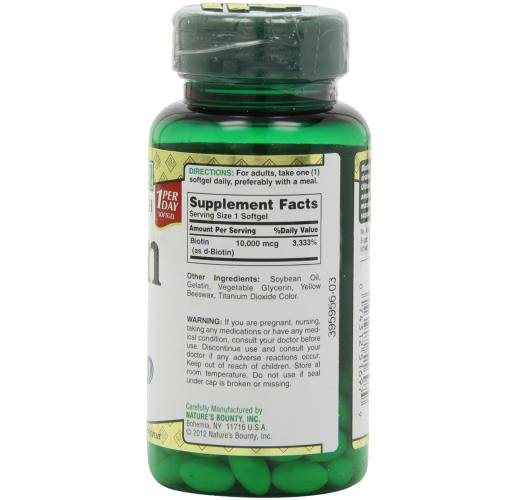 DIRECTIONS: For adults, take one (1)
softgel daily, preferably with a meal.
1 PER
DAY
SOFTGEL
Supplement Facts
Serving Size 1 Softgel
Amount Per Serving %Daily Value
Biotin 10,000 mcg 3,333%
(as d-Biotin)
Other Ingredients: Soybean Oil,
Gelatin, Vegetable Glycerin, Yellow
Beeswax, Titanium Dioxide Color.
WARNING: If you are pregnant, nursing,
taking any medications or have any med-
ical condition, consult your doctor before
use. Discontinue use and consult your
doctor if any adverse reactions occur.
Keep out of reach of children. Store at
room temperature. Do not use if seal
under cap is broken or missing.
Carefully Manufactured by
NATURE'S BOUNTY, INC.
Bohemia, NY 11716 U.S.A.
© 2012 Nature's Bounty, Inc.
395956-03